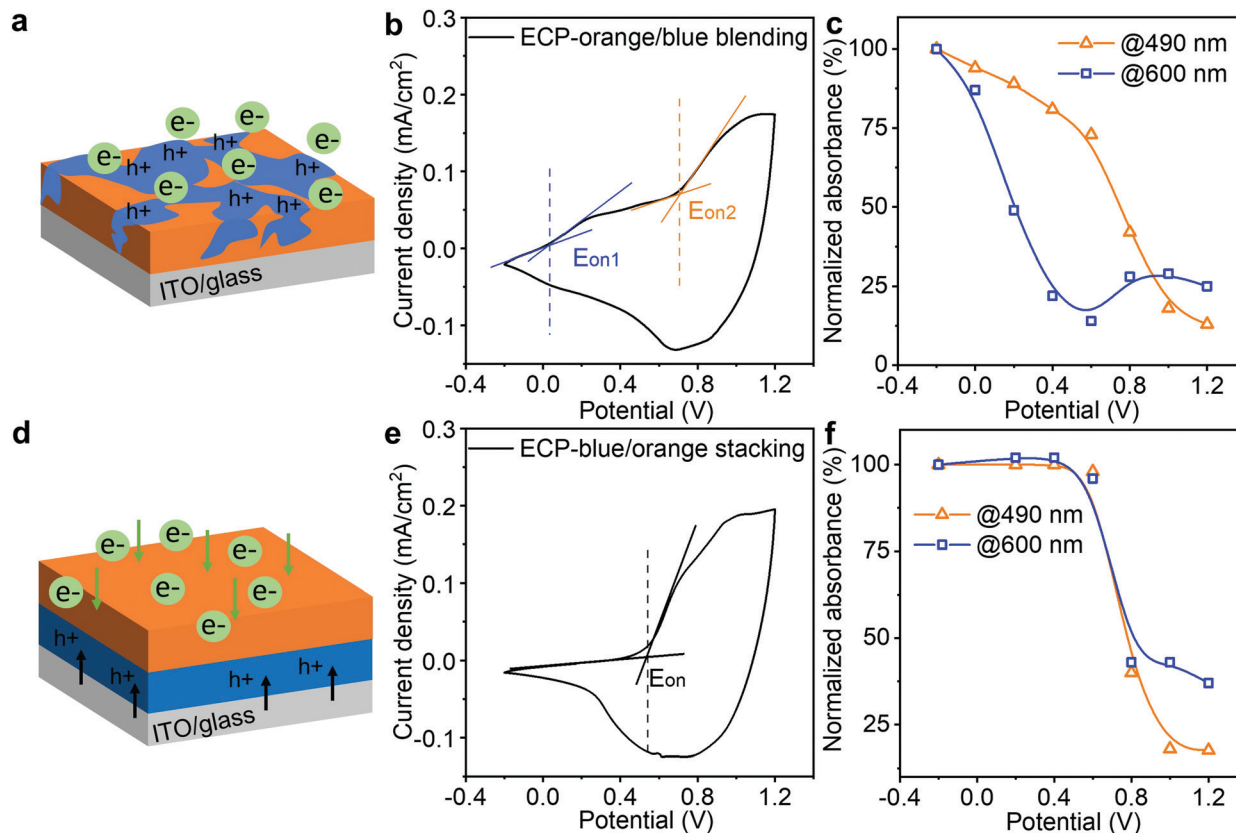 a
e-
e-
e-
e-
h+
h+
h+
e-
e-
h+
e-
e-
h+
h+
h+
ITO/glass
b
ECP-orange/blue blending
Current density (mA/cm²)
0.3
0.2
0.1
0.0
-0.1
Eon1
Eon2
-0.4 0.0 0.4 0.8 1.2
Potential (V)
c
@490 nm
@600 nm
Normalized absorbance (%)
100
75
50
25
0
-0.4 0.0 0.4 0.8 1.2
Potential (V)
d
e-
e-
e-
e-
e-
e-
e-
h+
h+
h+
h+
ITO/glass
e
ECP-blue/orange stacking
Current density (mA/cm²)
0.3
0.2
0.1
0.0
-0.1
Eon
-0.4 0.0 0.4 0.8 1.2
Potential (V)
f
@490 nm
@600 nm
Normalized absorbance (%)
100
75
50
25
-0.4 0.0 0.4 0.8 1.2
Potential (V)